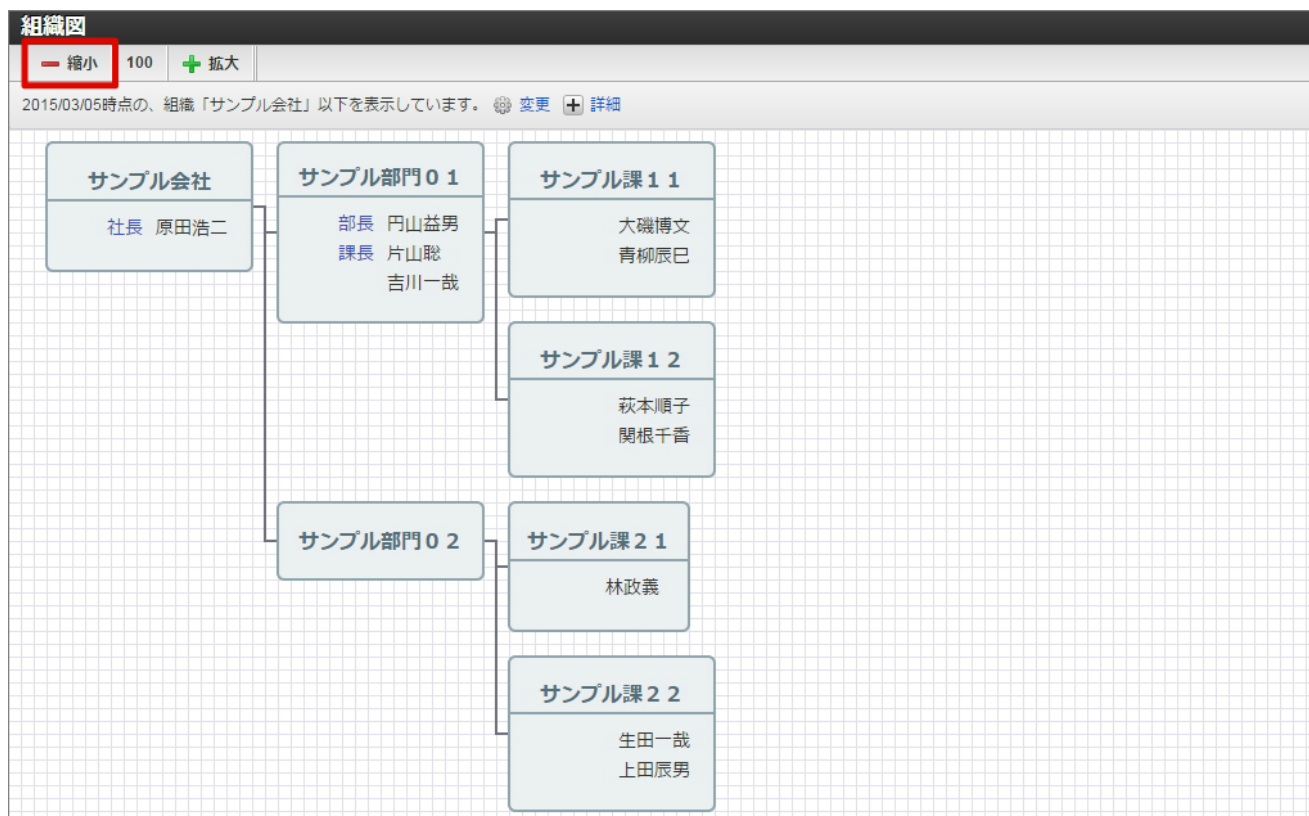 組織図
縮小 100 拡大
2015/03/05時点の、組織「サンプル会社」以下を表示しています。 変更 詳細
サンプル会社
社長 原田浩二
サンプル部門０１
部長 円山益男
課長 片山聡
吉川一哉
サンプル課１１
大磯博文
青柳辰巳
サンプル課１２
萩本順子
関根千香
サンプル部門０２
サンプル課２１
林政義
サンプル課２２
生田一哉
上田辰男